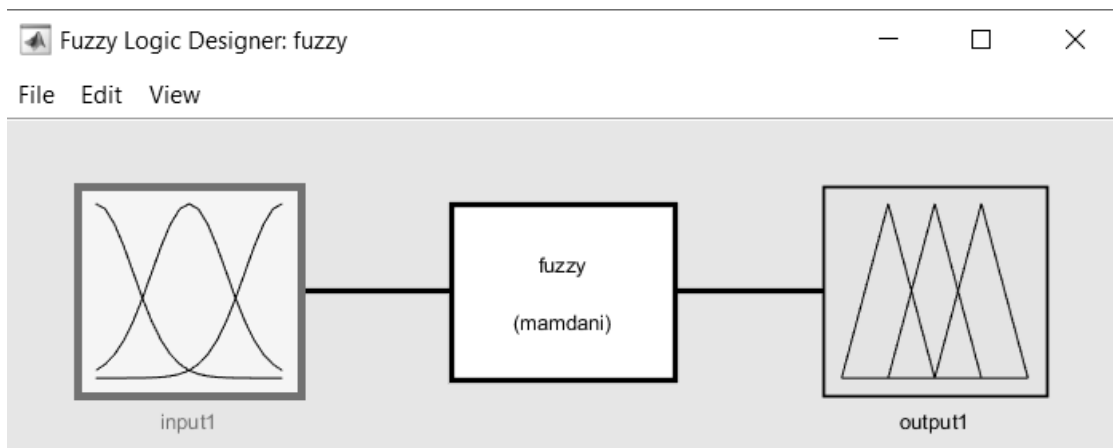 Fuzzy Logic Designer: fuzzy
File Edit View
fuzzy
(mamdani)
input1
output1